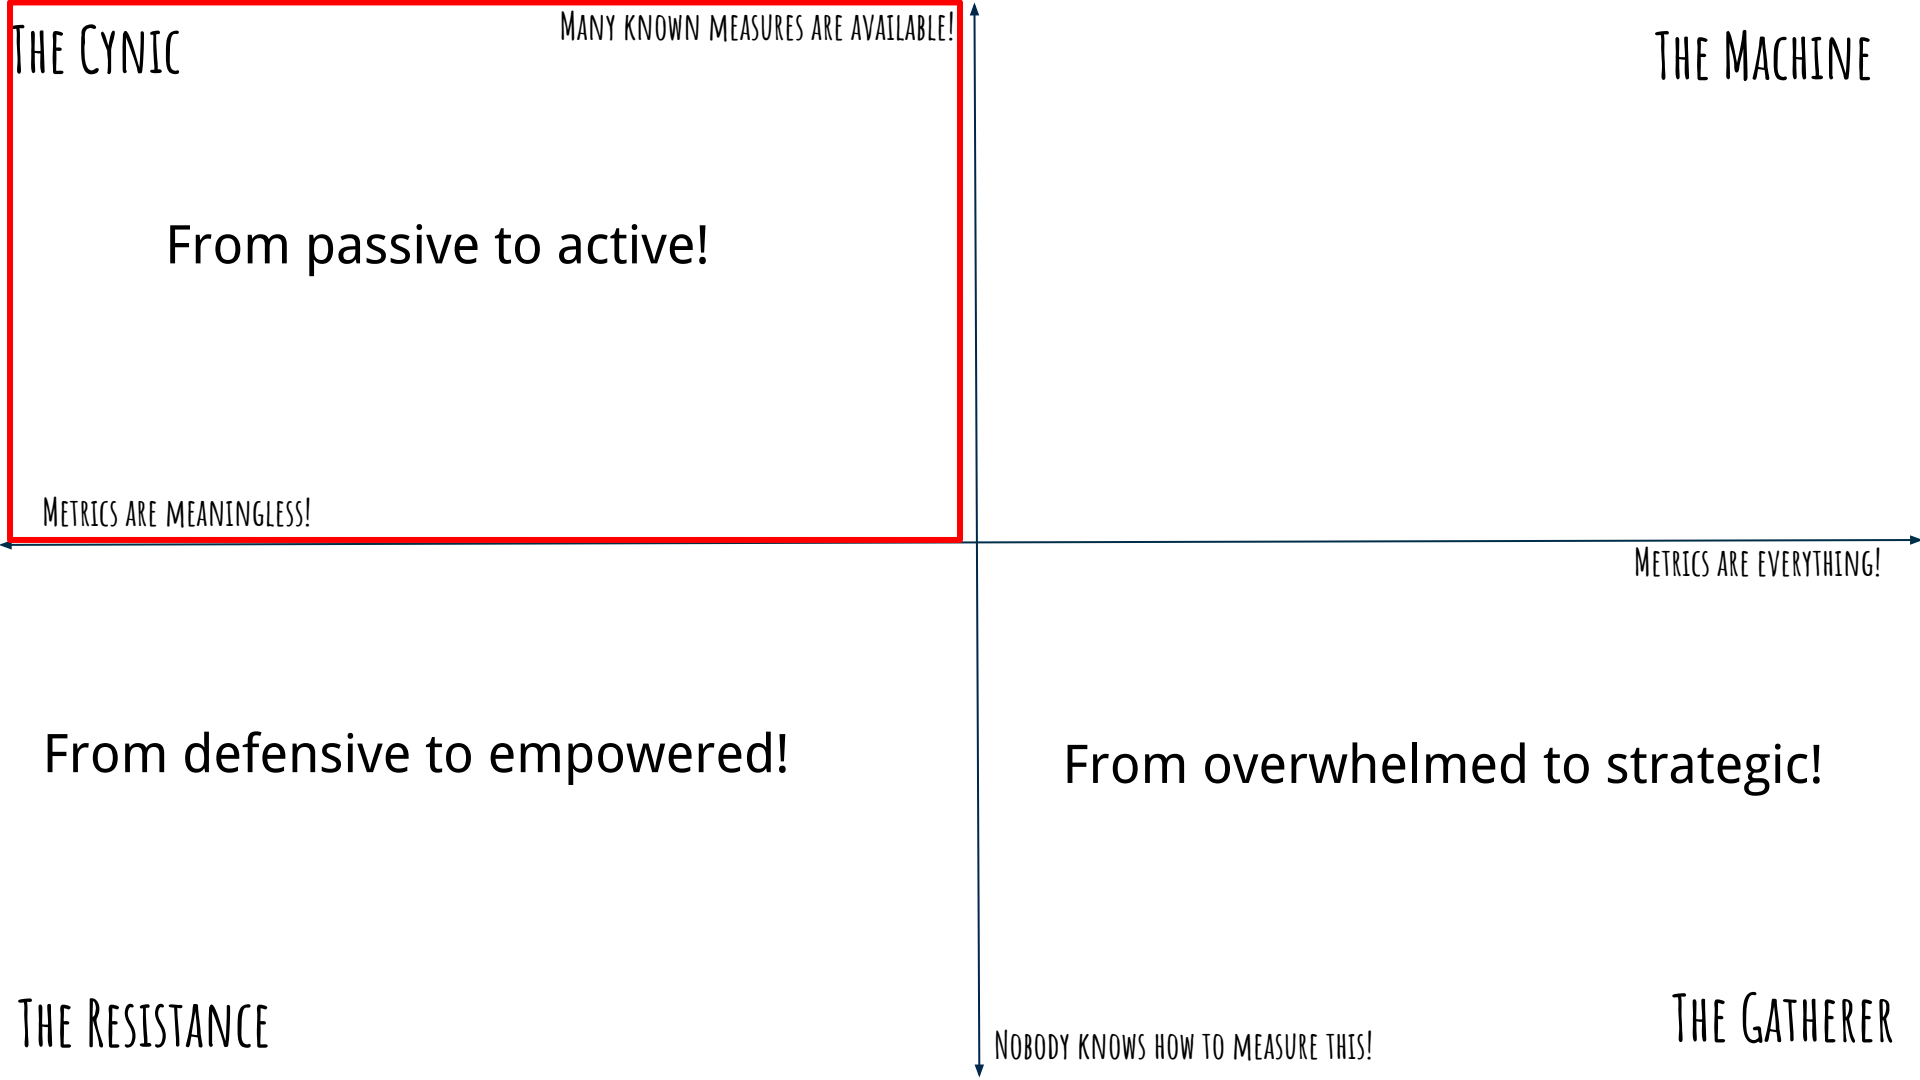 The Cynic
Many known measures are available!
The Machine
From passive to active!
Metrics are meaningless!
Metrics are everything!
From defensive to empowered!
From overwhelmed to strategic!
The Resistance
Nobody knows how to measure this!
The Gatherer